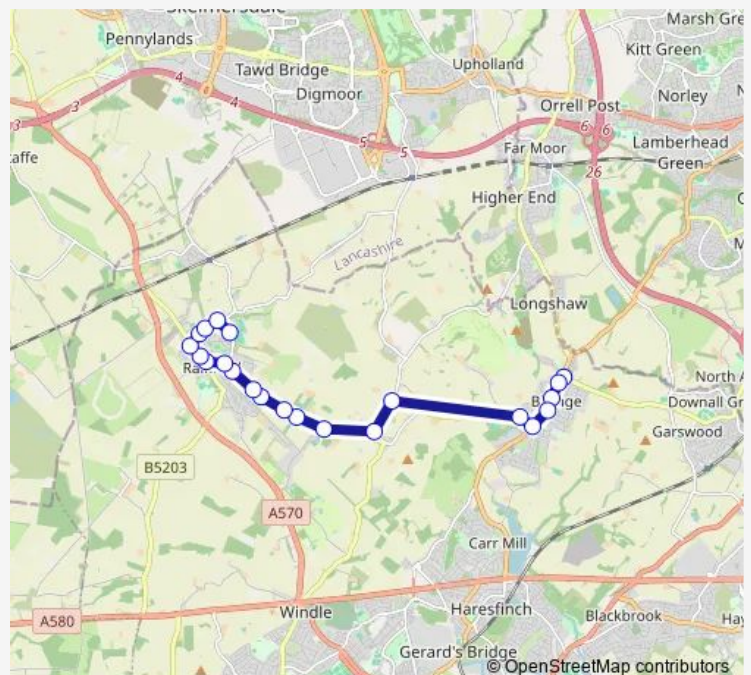 Pennylands
Marsh Gre
Kitt Green
Tawd Bridge
Upholland
Digmoor
Orrell Post
Norley
4
4
3
3
5
5
6
6
affe
Far Moor
Lamberhead
Green
26
Higher End
Lancashire
Longshaw
North A
Downall Gr
Garswood
B5203
A570
Carr Mill
A580
Windle
Haresfinch
Blackbrook
Hay
Gerard's Bridge
© OpenStreetMap contributors